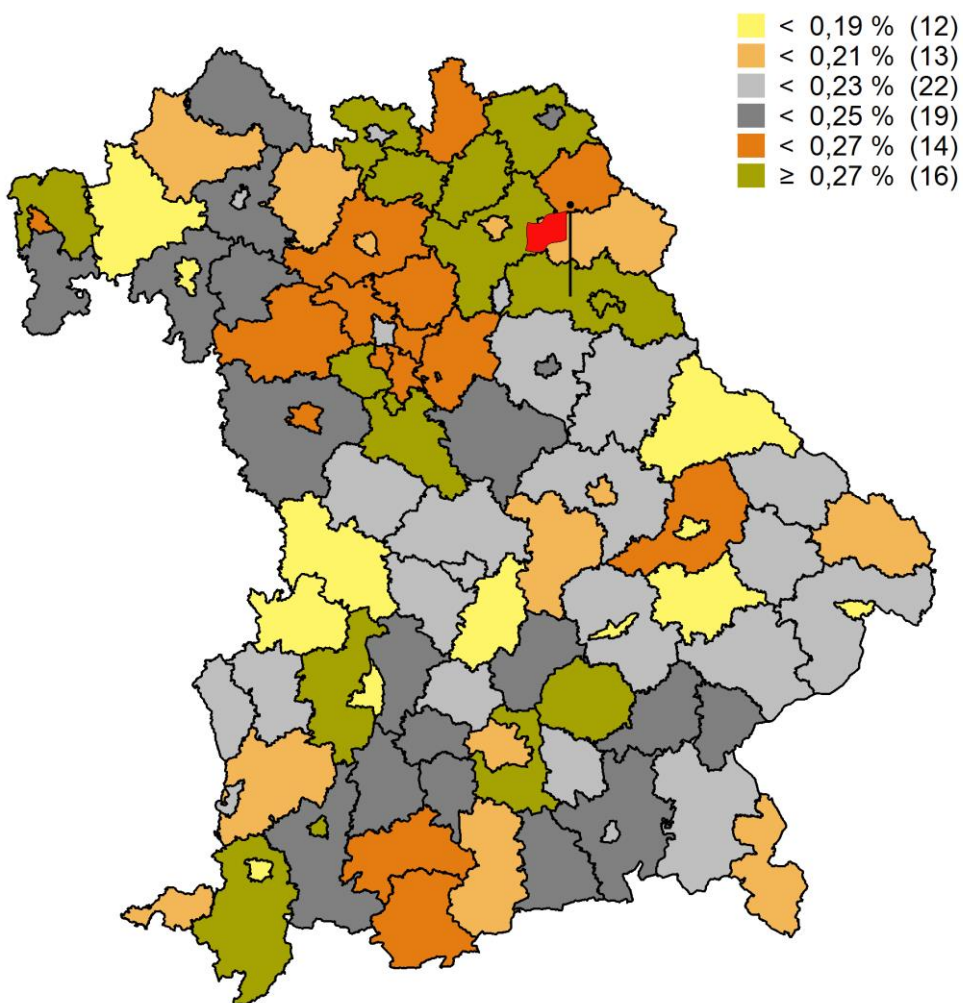 < 0,19 % (12)
< 0,21 % (13)
< 0,23 % (22)
< 0,25 % (19)
< 0,27 % (14)
≥ 0,27 % (16)